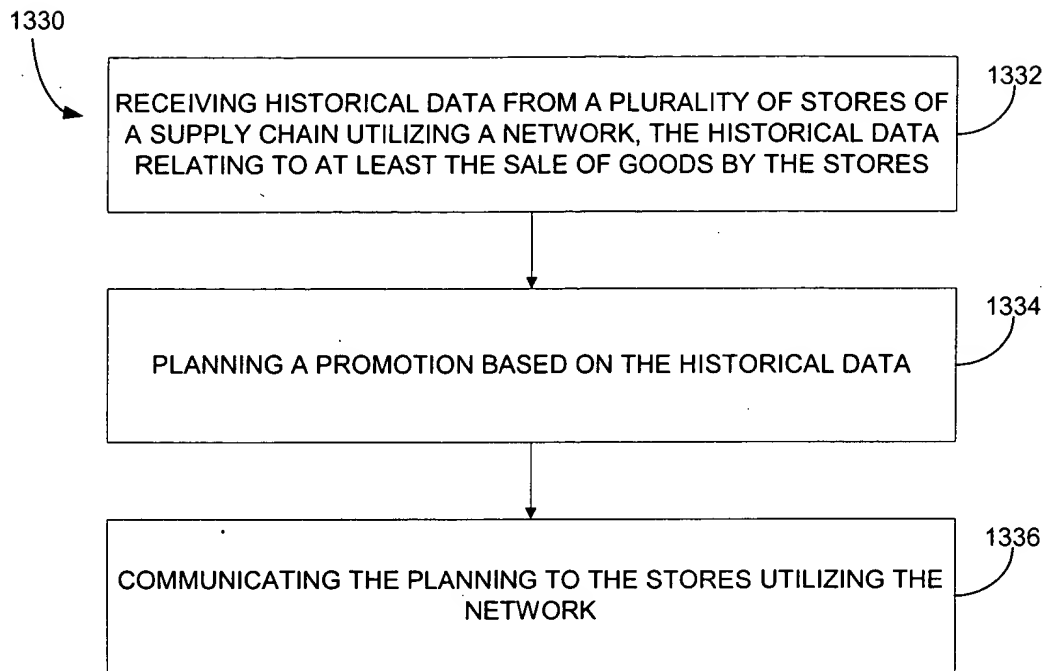 1330
1332
RECEIVING HISTORICAL DATA FROM A PLURALITY OF STORES OF
A SUPPLY CHAIN UTILIZING A NETWORK, THE HISTORICAL DATA
RELATING TO AT LEAST THE SALE OF GOODS BY THE STORES
1334
PLANNING A PROMOTION BASED ON THE HISTORICAL DATA
1336
COMMUNICATING THE PLANNING TO THE STORES UTILIZING THE
NETWORK